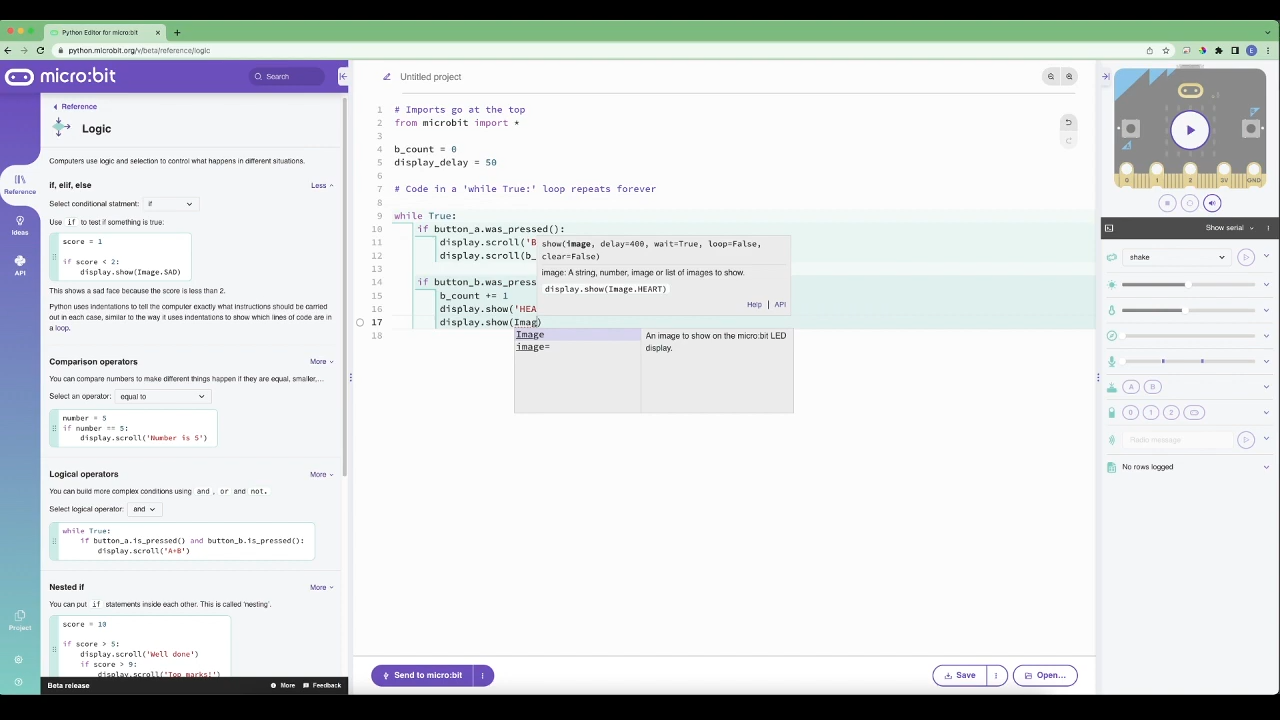 Python Editor for micro:bit
python.microbit.org/v/beta/reference/logic
micro:bit
Search
Untitled project
Reference
Logic
Computers use logic and selection to control what happens in different situations.
if, elif, else
Less
Select conditional statment:
if
Use if to test if something is true:
score = 1
if score < 2:
display.show(Image.SAD)
This shows a sad face because the score is less than 2.
Python uses indentations to tell the computer exactly what instructions should be carried
out in each case, similar to the way it uses indentations to show which lines of code are in
a loop.
Comparison operators
More
You can compare numbers to make different things happen if they are equal, smaller,...
Select an operator:
equal to
number = 5
if number == 5:
display.scroll('Number is 5')
Logical operators
More
You can build more complex conditions using and , or and not.
Select logical operator:
and
while True:
if button_a.is_pressed() and button_b.is_pressed():
display.scroll('A+B')
Nested if
More
You can put if statements inside each other. This is called 'nesting'.
score = 10
if score > 5:
display.scroll('Well done')
if score > 9:
display.scroll('Top marks!')
Beta release
More
Feedback
Reference
Ideas
API
Project
1 # Imports go at the top
2 from microbit import *
3
4 b_count = 0
5 display_delay = 50
6
7 # Code in a 'while True:' loop repeats forever
8
9 while True:
10 if button_a.was_pressed():
11 display.scroll('B
12 display.scroll(b_
13
14 if button_b.was_press
15 b_count += 1
16 display.show('HEA
17 display.show(Imag)
18
show(image, delay=400, wait=True, loop=False,
clear=False)
image: A string, number, image or list of images to show.
display.show(Image.HEART)
Help | API
Image
image=
An image to show on the micro:bit LED
display.
Send to micro:bit
Save
Open...
0 1 2 3V GND
Show serial
shake
A B
0 1 2
Radio message
No rows logged
E